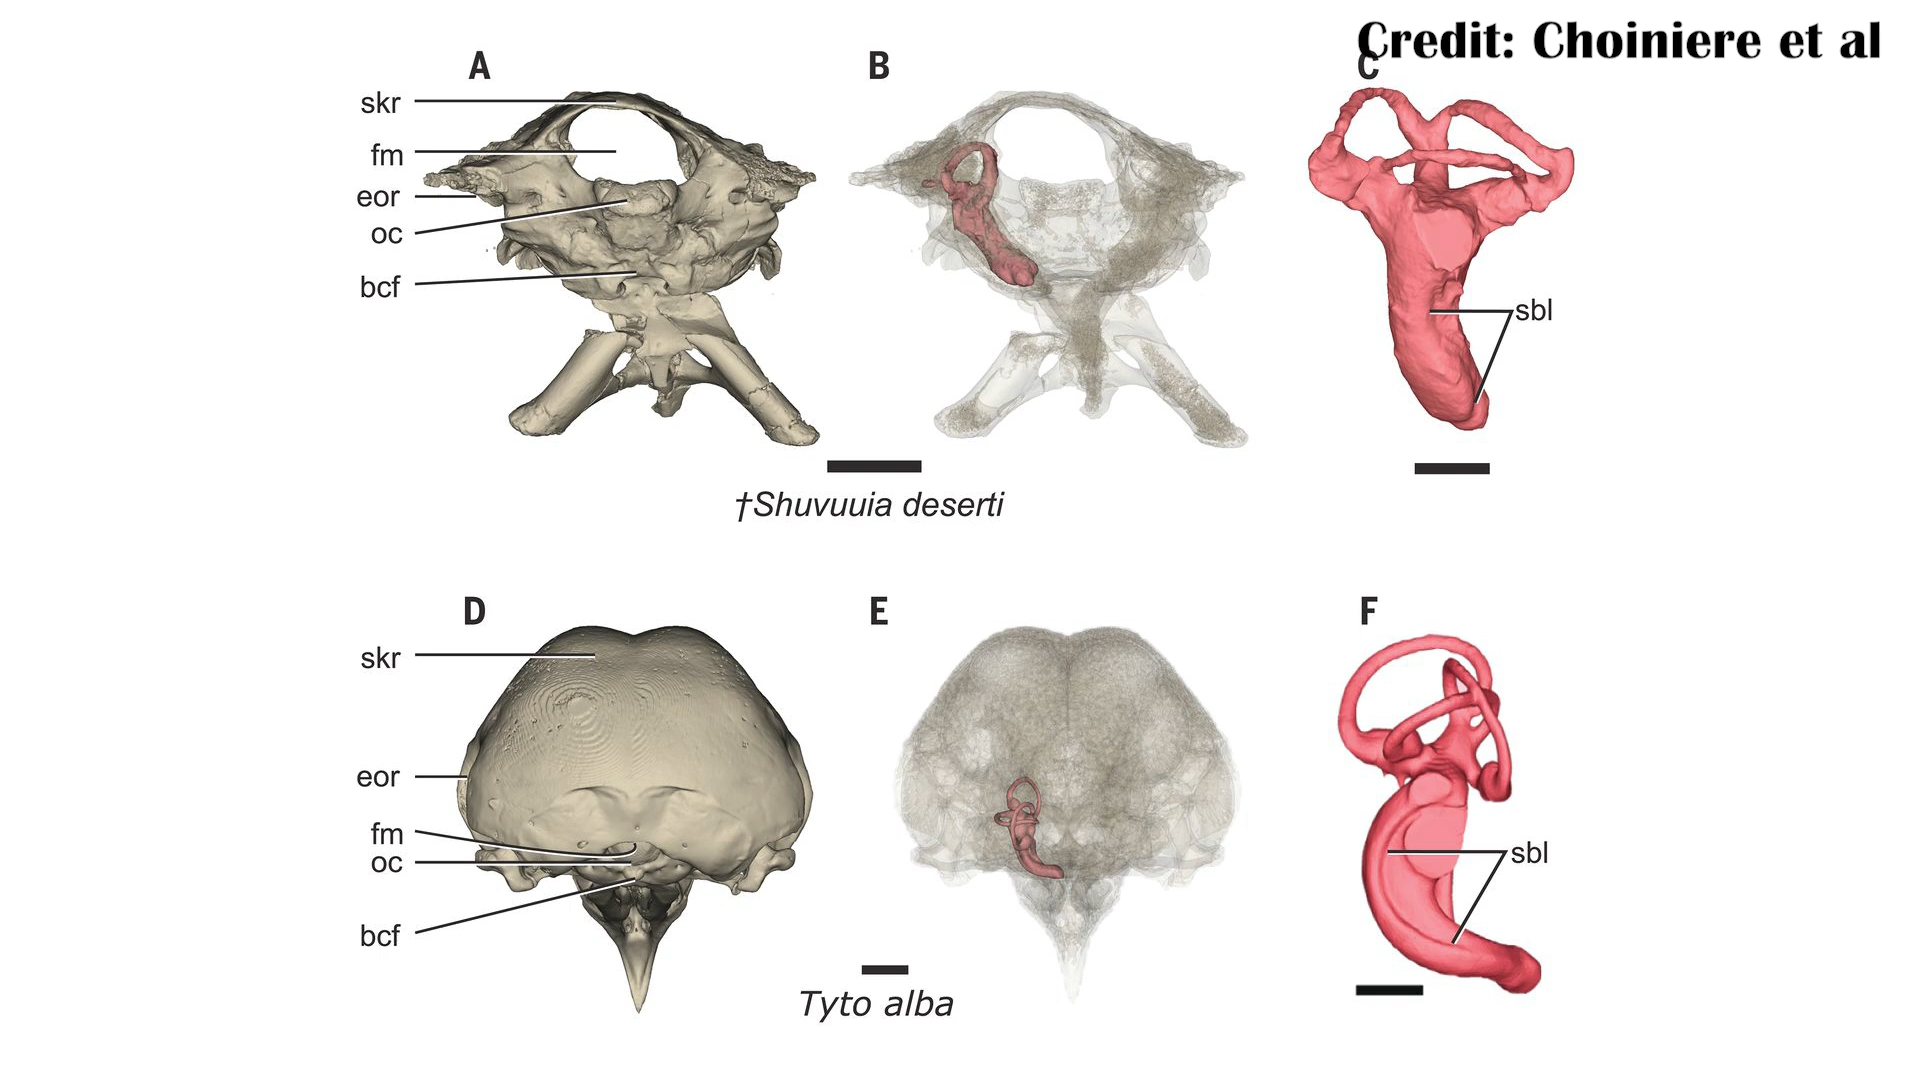 Credit: Choiniere et al
A
B
C
skr
fm
eor
oc
bcf
sbl
†Shuvuuia deserti
D
E
F
skr
eor
fm
oc
bcf
sbl
Tyto alba